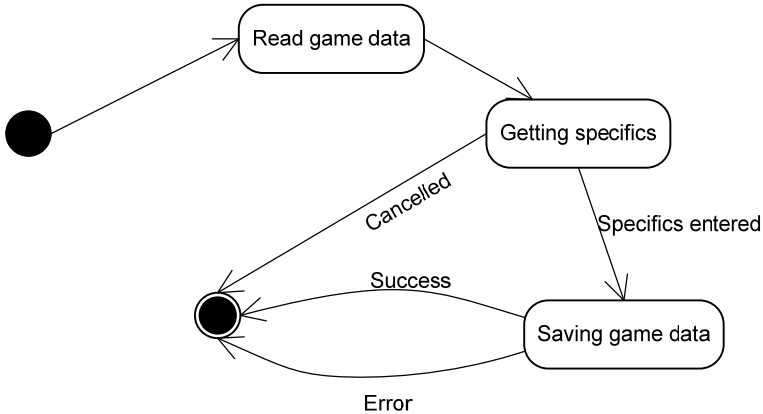 Read game data
Getting specifics
Cancelled
Specifics entered
Success
Saving game data
Error